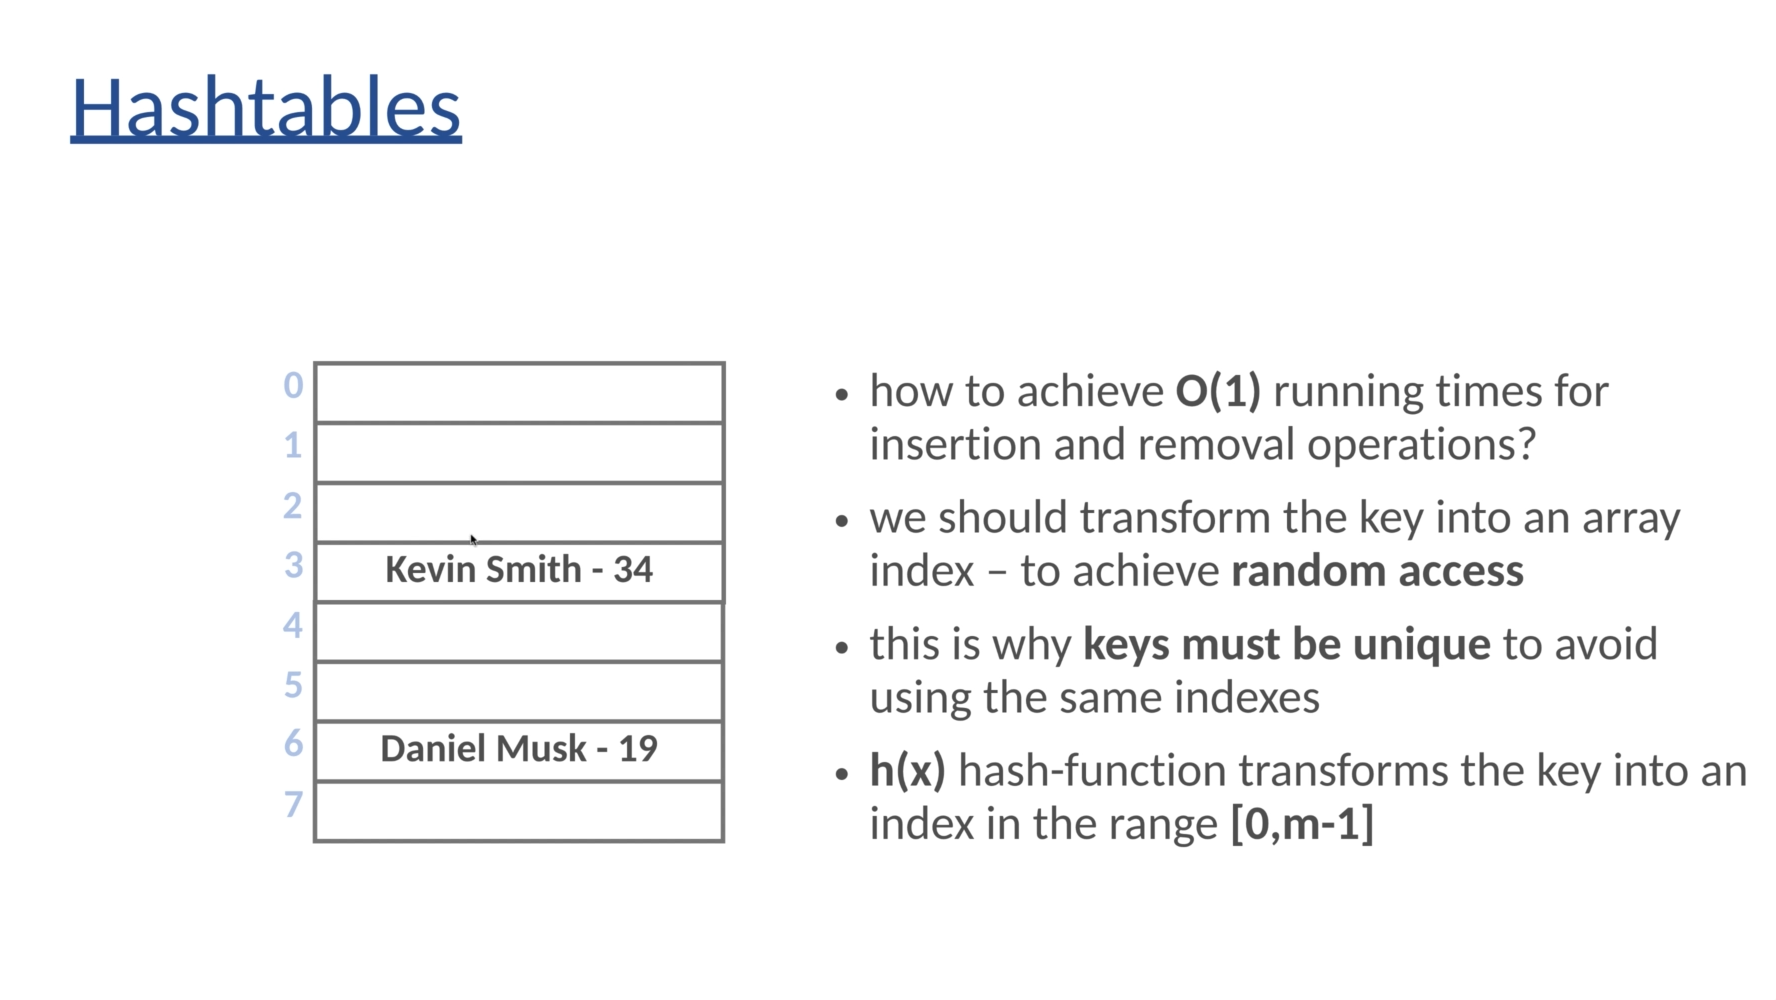 Hashtables
0
1
2
3 Kevin Smith - 34
4
5
6 Daniel Musk - 19
7
• how to achieve O(1) running times for
insertion and removal operations?
• we should transform the key into an array
index – to achieve random access
• this is why keys must be unique to avoid
using the same indexes
• h(x) hash-function transforms the key into an
index in the range [0,m-1]